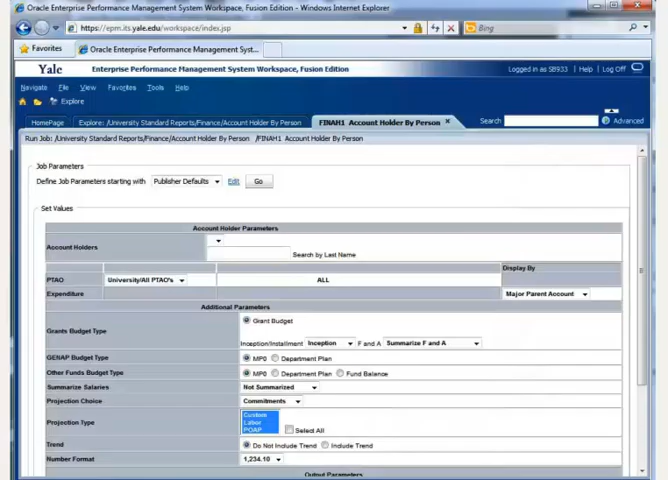 Oracle Enterprise Performance Management System Workspace, Fusion Edition - Windows Internet Explorer
https://epm.its.yale.edu/workspace/index.jsp
Bing
Favorites
Oracle Enterprise Performance Management Syst...
Yale
Enterprise Performance Management System Workspace, Fusion Edition
Logged in as S8933 | Help | Log Off
Navigate File View Favorites Tools Help
Explore
HomePage
Explore: /University Standard Reports/Finance/Account Holder By Person
FINAH1 Account Holder By Person
Search
Advanced
Run Job: /University Standard Reports/Finance/Account Holder By Person /FINAH1 Account Holder By Person
Job Parameters
Define Job Parameters starting with Publisher Defaults Edit Go
Set Values
Account Holder Parameters
Account Holders
Search by Last Name
Display By
PTAO University/All PTAO's ALL
Expenditure Major Parent Account
Additional Parameters
Grants Budget Type
Grant Budget
Inception/Installment Inception F and A Summarize F and A
GENAP Budget Type MP0 Department Plan
Other Funds Budget Type MP0 Department Plan Fund Balance
Summarize Salaries Not Summarized
Projection Choice Commitments
Projection Type
Custom
Labor
POAP
Select All
Trend Do Not Include Trend Include Trend
Number Format 1,234.10
Output Parameters